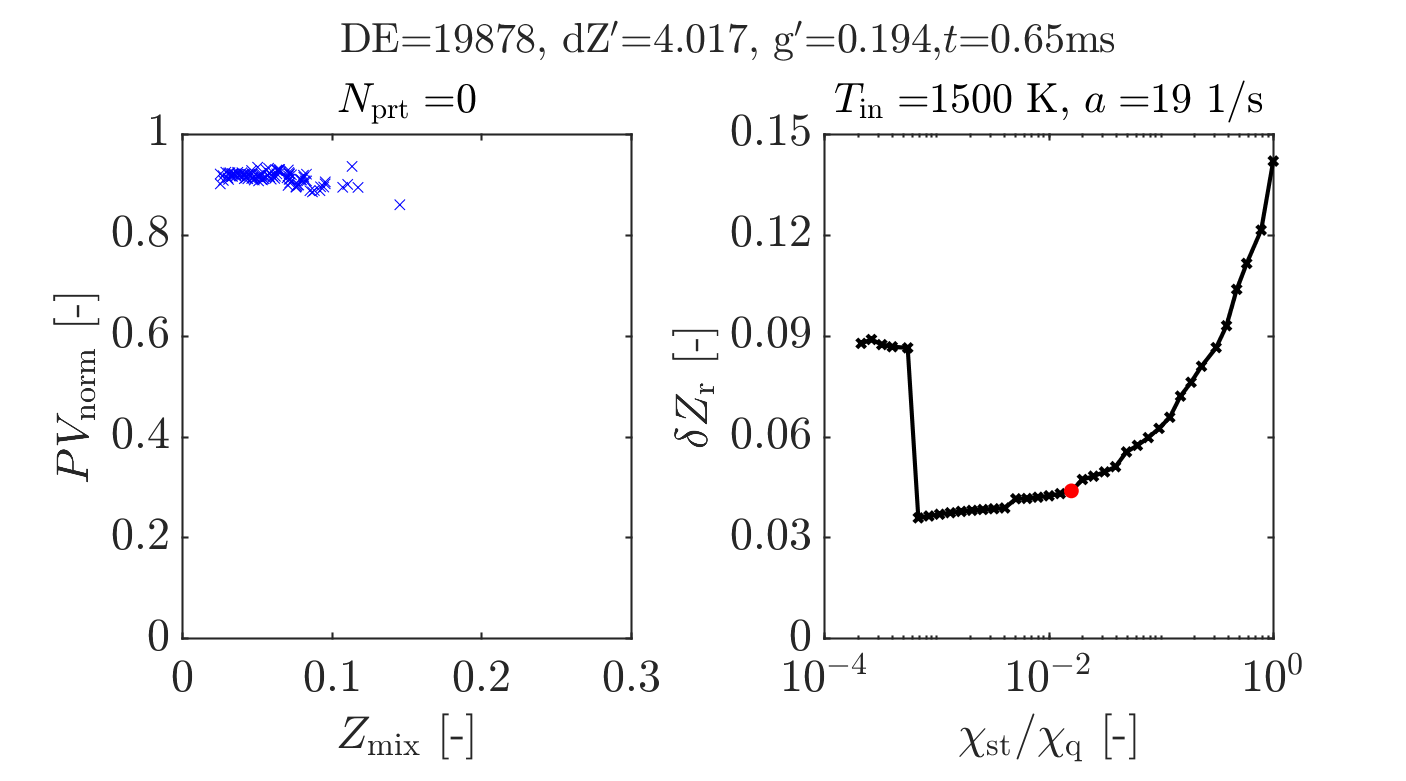 DE=19878, dZ′=4.017, g′=0.194,t=0.65ms
N_prt =0
1
0.8
0.6
0.4
0.2
0
PV_norm [-]
0 0.1 0.2 0.3
Z_mix [-]
T_in =1500 K, a =19 1/s
0.15
0.12
0.09
0.06
0.03
0
δZ_r [-]
10^−4 10^−2 10^0
χ_st/χ_q [-]